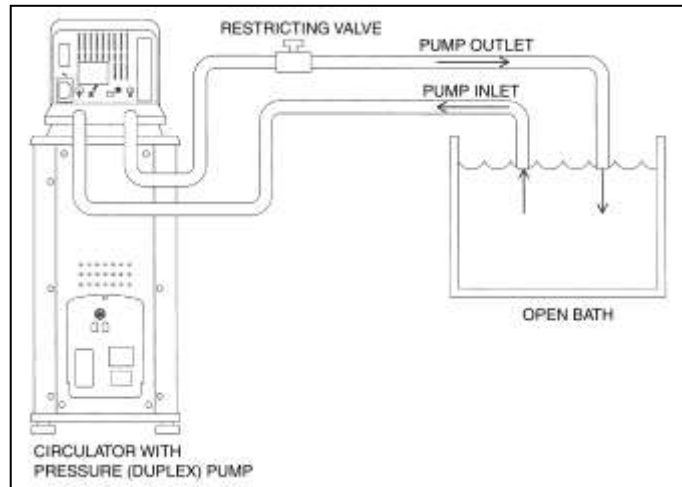 RESTRICTING VALVE
PUMP OUTLET
PUMP INLET
OPEN BATH
CIRCULATOR WITH
PRESSURE (DUPLEX) PUMP